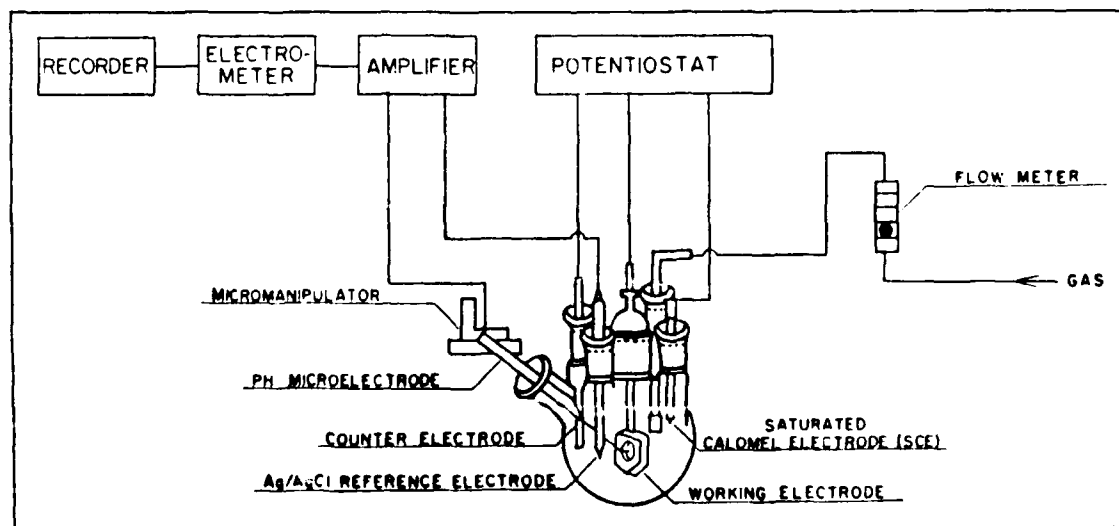 RECORDER
ELECTRO-
METER
AMPLIFIER
POTENTIOSTAT
FLOW METER
GAS
MICROMANIPULATOR
PH MICROELECTRODE
COUNTER ELECTRODE
SATURATED
CALOMEL ELECTRODE (SCE)
Ag/AgCl REFERENCE ELECTRODE
WORKING ELECTRODE